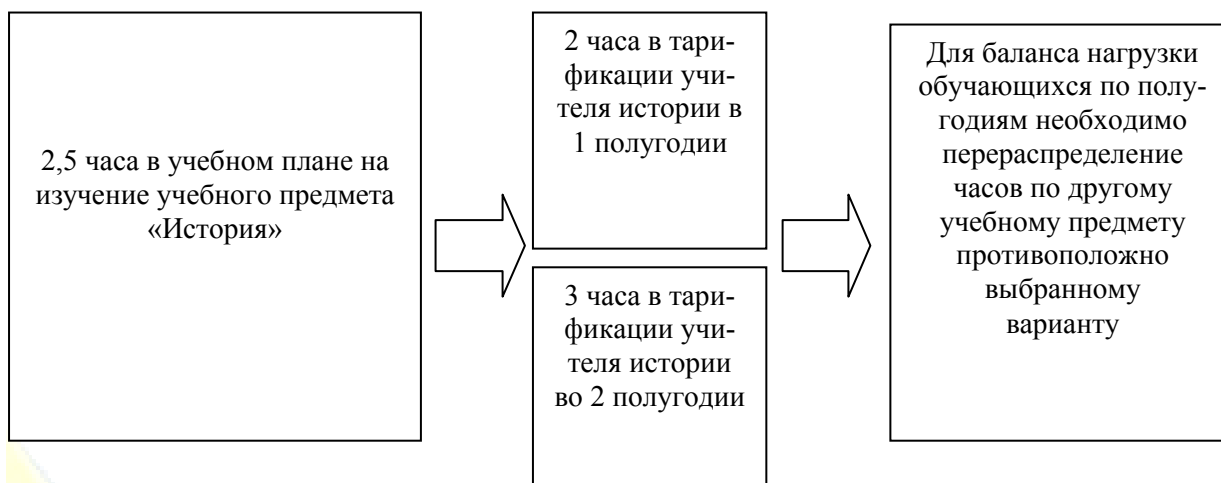 2,5 часа в учебном плане на
изучение учебного предмета
«История»
2 часа в тари-
фикации учи-
теля истории в
1 полугодии
3 часа в тари-
фикации учи-
теля истории
во 2 полугодии
Для баланса нагрузки
обучающихся по полу-
годиям необходимо
перераспределение
часов по другому
учебному предмету
противоположно
выбранному
варианту